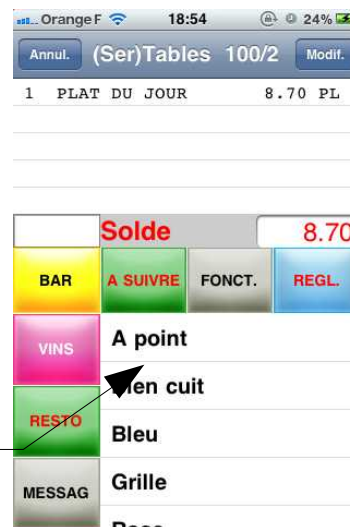 Orange F 18:54 24%
Annul. (Ser)Tables 100/2 Modif.
1 PLAT DU JOUR 8.70 PL
Solde 8.70
BAR A SUIVRE FONCT. REGL.
VINS
A point
Bien cuit
RESTO
Bleu
MESSAG
Grille